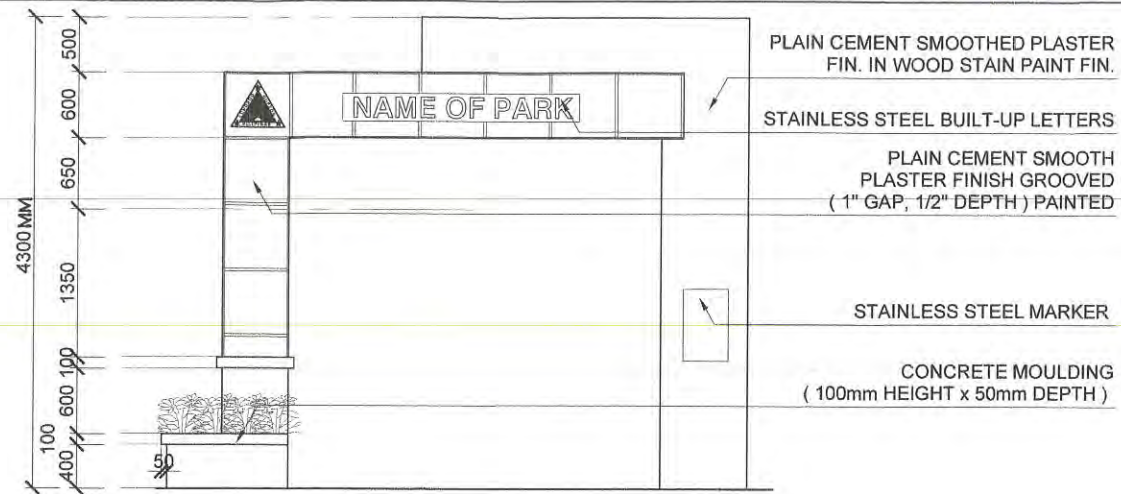 500
600
650
4300MM
1350
100
600
100
400
50
NAME OF PARK
PLAIN CEMENT SMOOTHED PLASTER
FIN. IN WOOD STAIN PAINT FIN.
STAINLESS STEEL BUILT-UP LETTERS
PLAIN CEMENT SMOOTH
PLASTER FINISH GROOVED
( 1" GAP, 1/2" DEPTH ) PAINTED
STAINLESS STEEL MARKER
CONCRETE MOULDING
( 100mm HEIGHT x 50mm DEPTH )